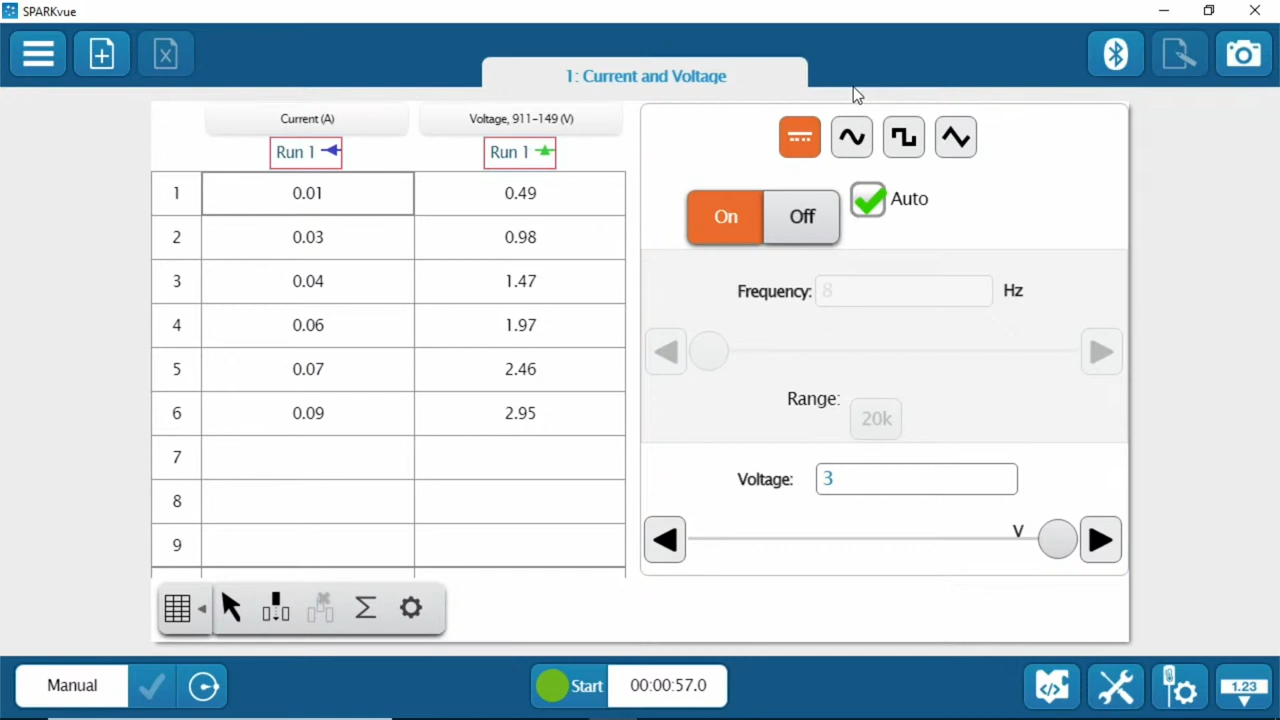 SPARKvue
1: Current and Voltage
Current (A) Voltage, 911-149 (V)
Run 1 Run 1
1 0.01 0.49
2 0.03 0.98
3 0.04 1.47
4 0.06 1.97
5 0.07 2.46
6 0.09 2.95
7
8
9
On Off Auto
Frequency: 8 Hz
Range: 20k
Voltage: 3
V
Manual
Start 00:00:57.0
1.23